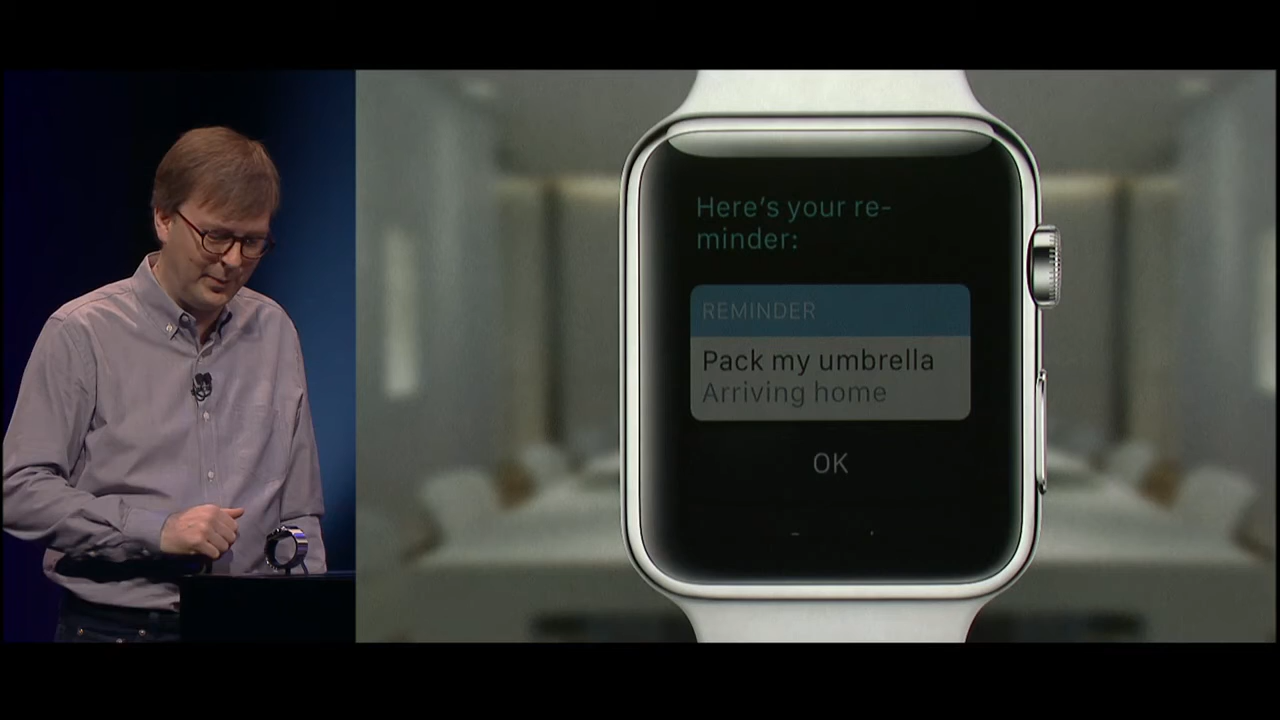 Here's your re-
minder:
REMINDER
Pack my umbrella
Arriving home
OK